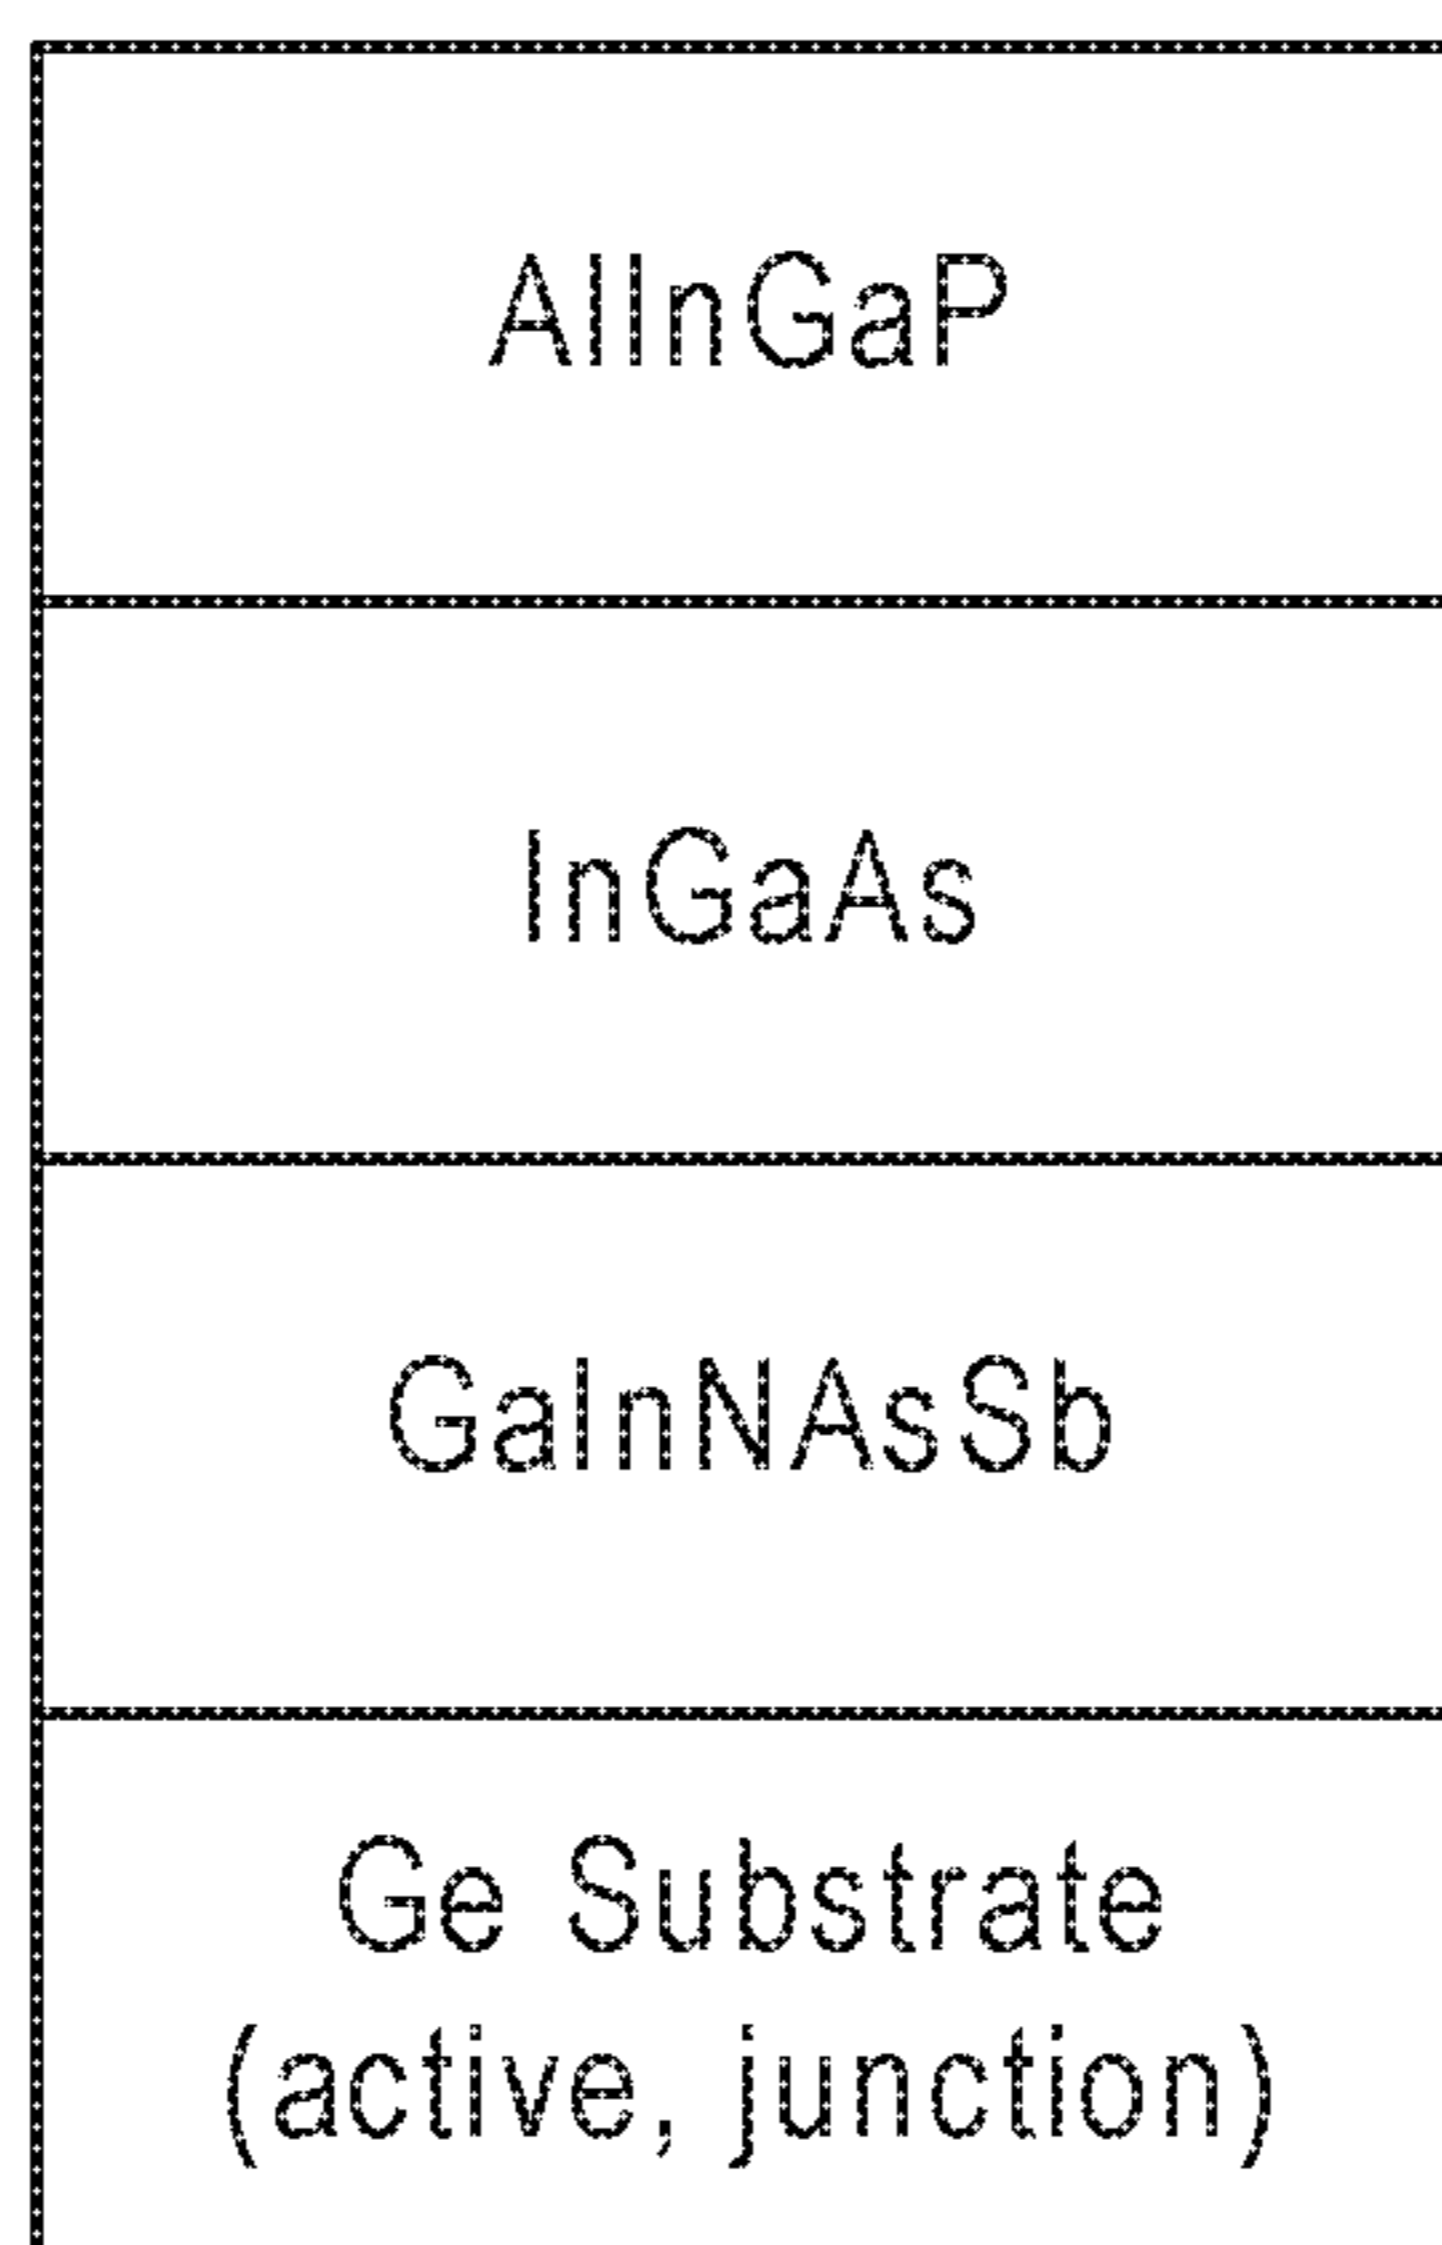 AlInGaP
InGaAs
GaInNAsSb
Ge Substrate
(active, junction)